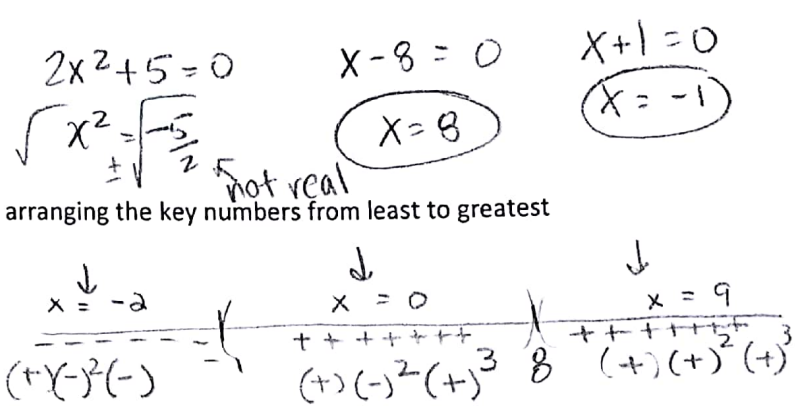 2x²+5=0 x-8=0 x+1=0
√x² = ±√-5/2 x=8 x=-1
not real
arranging the key numbers from least to greatest
x = -2 x = 0 x = 9
- - - - - - -1 + + + + + + + 8 + + + + + + +
(+)(-)²(-) (+)(-)²(+)³ (+)(+)²(+)³